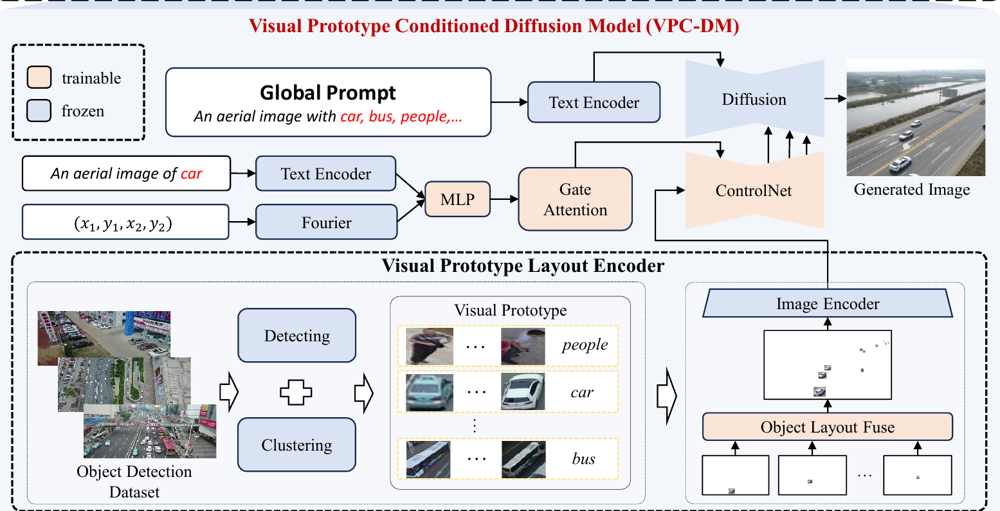 Visual Prototype Conditioned Diffusion Model (VPC-DM)
trainable
frozen
Global Prompt
An aerial image with car, bus, people,...
Text Encoder
Diffusion
An aerial image of car
Text Encoder
(x₁, y₁, x₂, y₂)
Fourier
MLP
Gate
Attention
ControlNet
Generated Image
Visual Prototype Layout Encoder
Object Detection
Dataset
Detecting
Clustering
Visual Prototype
... people
... car
⋮
... bus
Image Encoder
Object Layout Fuse
...